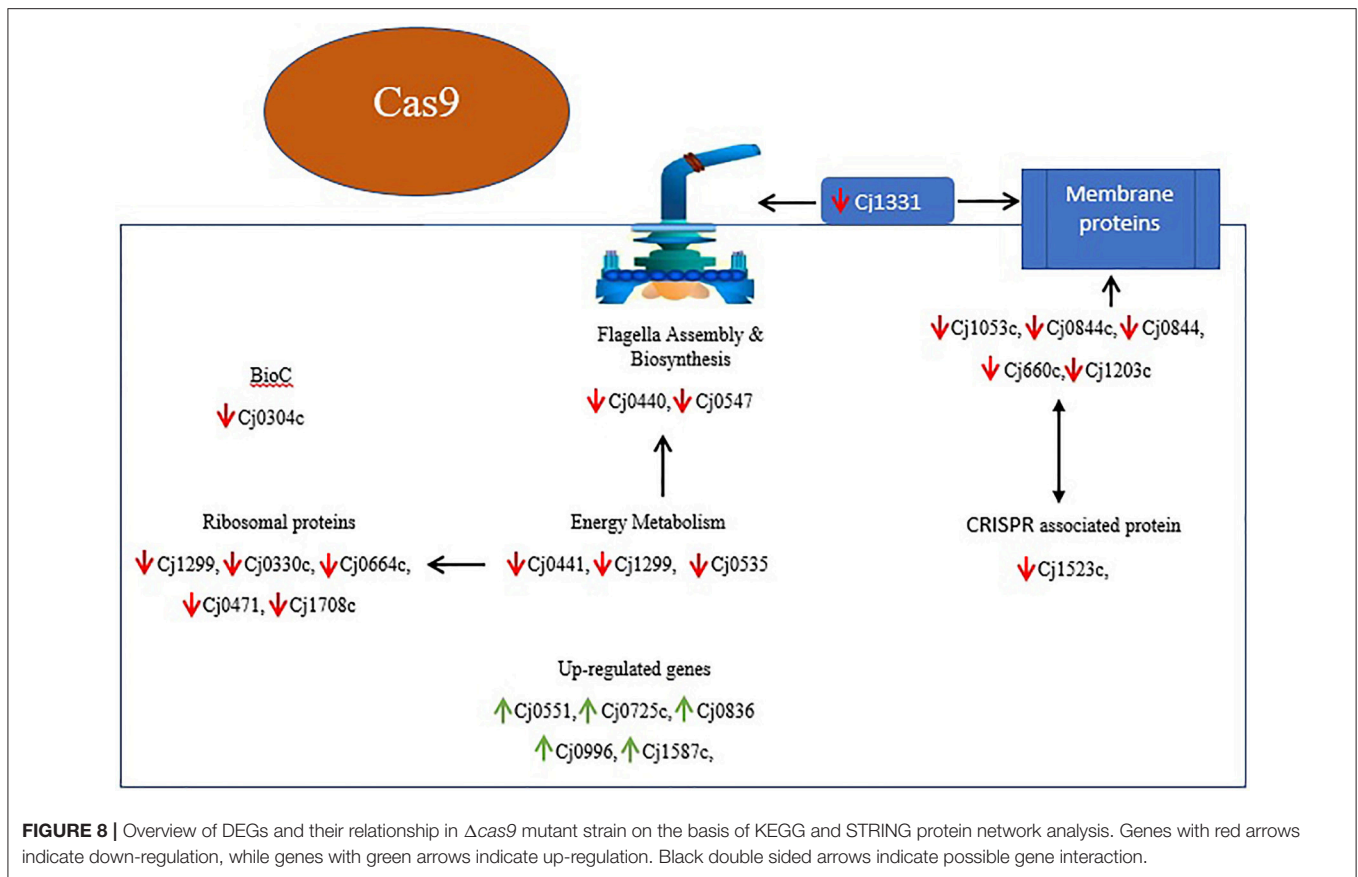 Cas9
Cj1331
Membrane
proteins
Flagella Assembly &
Biosynthesis
Cj0440, Cj0547
Cj1053c, Cj0844c, Cj0844,
Cj660c, Cj1203c
BioC
Cj0304c
Ribosomal proteins
Cj1299, Cj0330c, Cj0664c,
Cj0471, Cj1708c
Energy Metabolism
Cj0441, Cj1299, Cj0535
CRISPR associated protein
Cj1523c,
Up-regulated genes
Cj0551, Cj0725c, Cj0836
Cj0996, Cj1587c,
FIGURE 8 | Overview of DEGs and their relationship in Δcas9 mutant strain on the basis of KEGG and STRING protein network analysis. Genes with red arrows
indicate down-regulation, while genes with green arrows indicate up-regulation. Black double sided arrows indicate possible gene interaction.